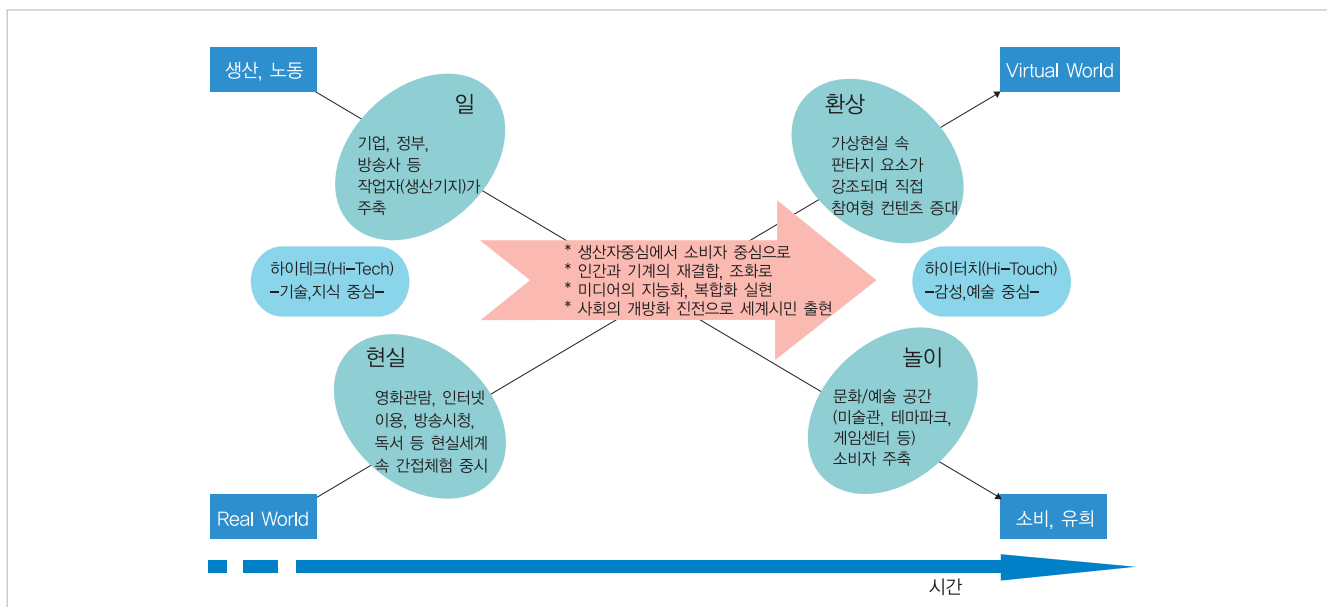 생산, 노동
Virtual World
일
기업, 정부,
방송사 등
작업자(생산기지)가
주축
환상
가상현실 속
판타지 요소가
강조되며 직접
참여형 컨텐츠 증대
하이테크(Hi-Tech)
-기술,지식 중심-
* 생산자중심에서 소비자 중심으로
* 인간과 기계의 재결합, 조화로
* 미디어의 지능화, 복합화 실현
* 사회의 개방화 진전으로 세계시민 출현
하이터치(Hi-Touch)
-감성,예술 중심-
현실
영화관람, 인터넷
이용, 방송시청,
독서 등 현실세계
속 간접체험 중시
놀이
문화/예술 공간
(미술관, 테마파크,
게임센터 등)
소비자 주축
Real World
소비, 유희
시간